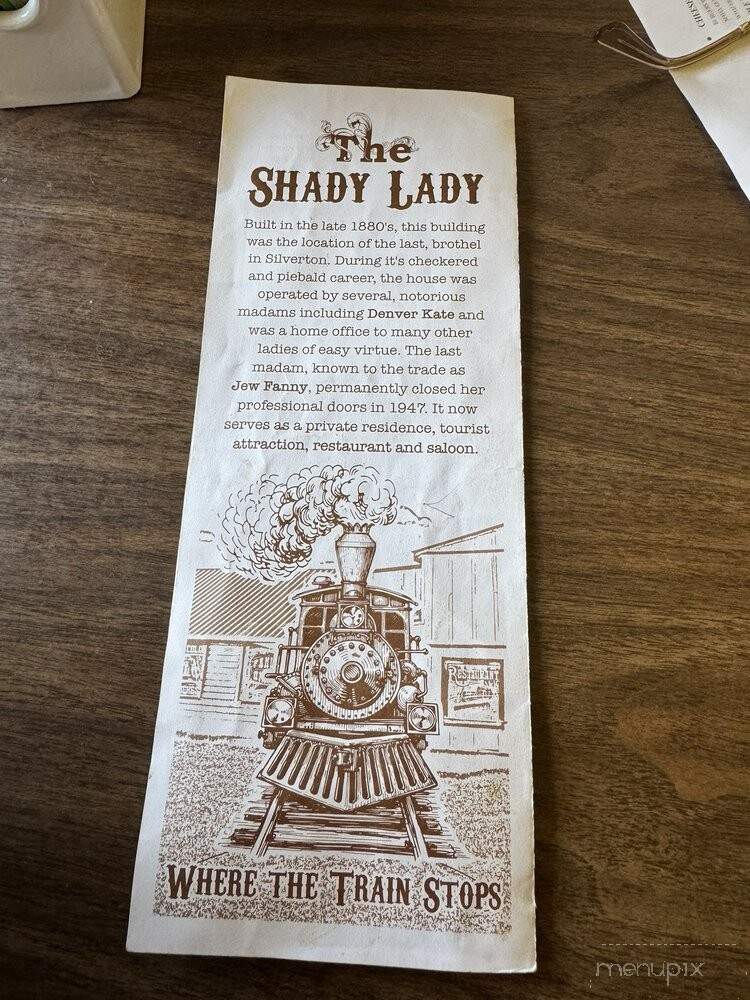 The
SHADY LADY
Built in the late 1880's, this building
was the location of the last, brothel
in Silverton. During it's checkered
and piebald career, the house was
operated by several, notorious
madams including Denver Kate and
was a home office to many other
ladies of easy virtue. The last
madam, known to the trade as
Jew Fanny, permanently closed her
professional doors in 1947. It now
serves as a private residence, tourist
attraction, restaurant and saloon.
RESTAURANT
WHERE THE TRAIN STOPS
menupix